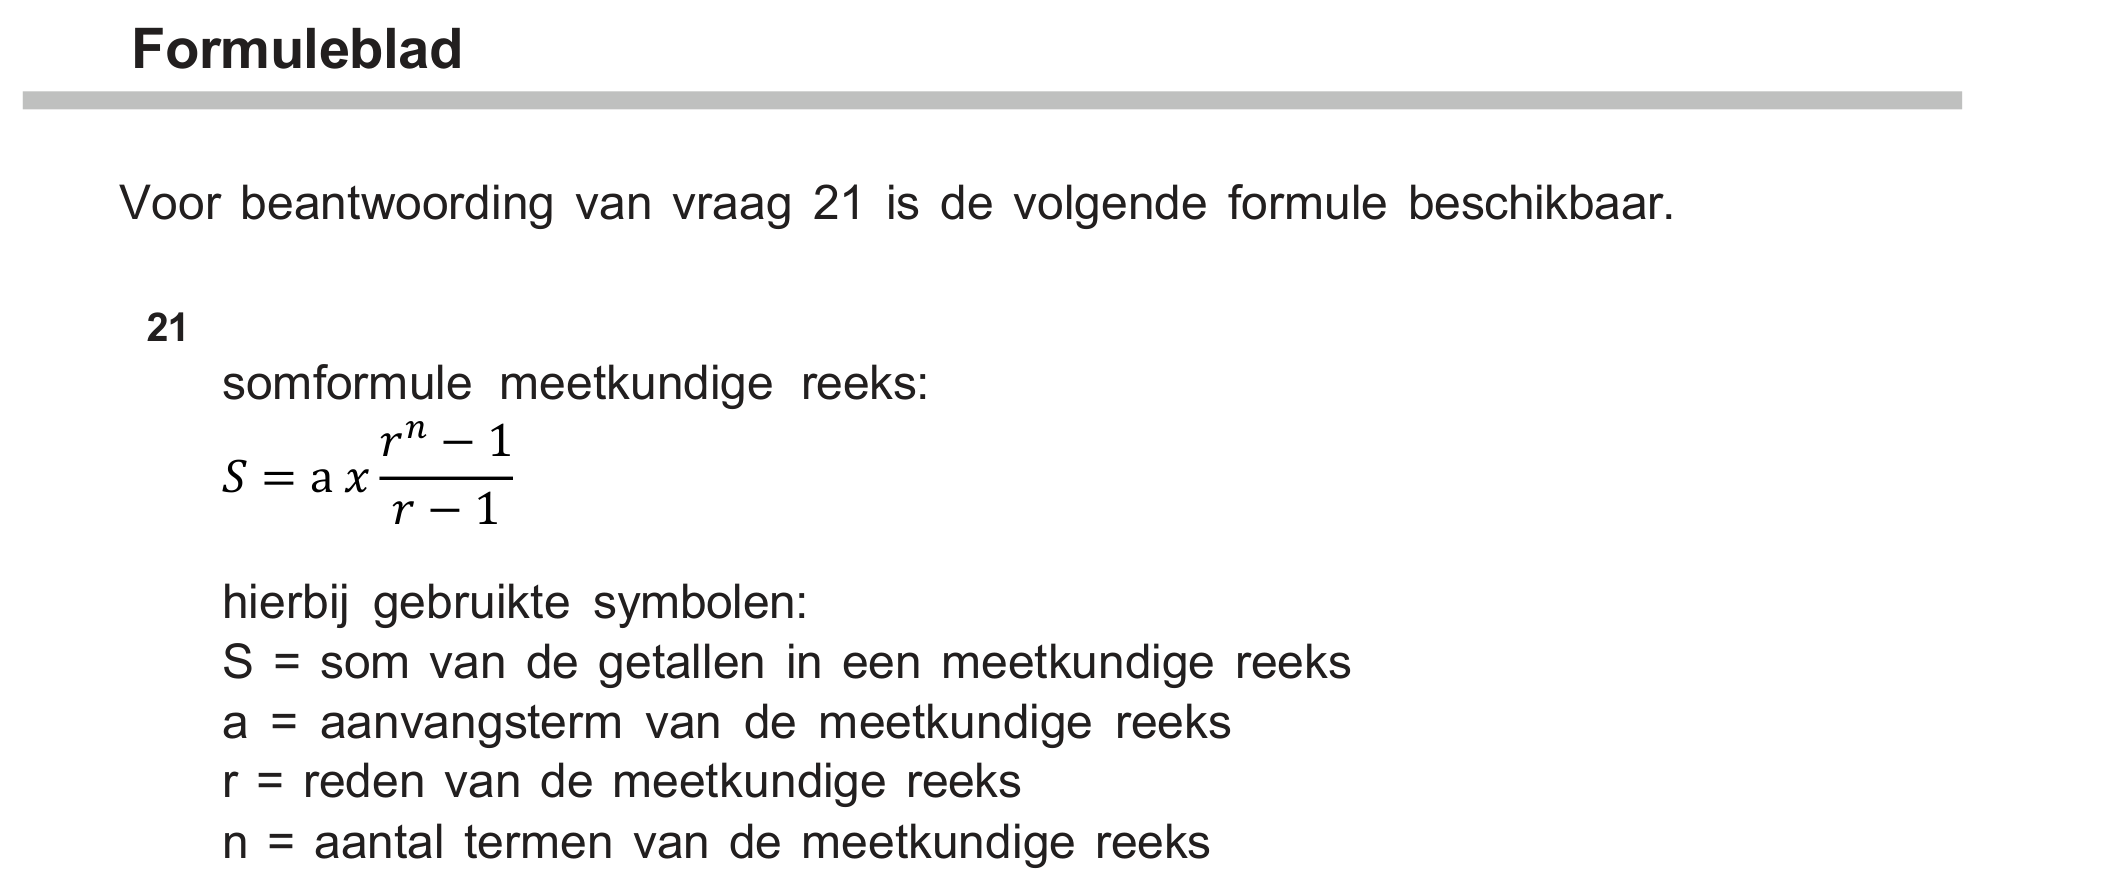 Formuleblad
Voor beantwoording van vraag 21 is de volgende formule beschikbaar.
21
somformule meetkundige reeks:
S = a x \frac{r^n − 1}{r − 1}
hierbij gebruikte symbolen:
S = som van de getallen in een meetkundige reeks
a = aanvangsterm van de meetkundige reeks
r = reden van de meetkundige reeks
n = aantal termen van de meetkundige reeks